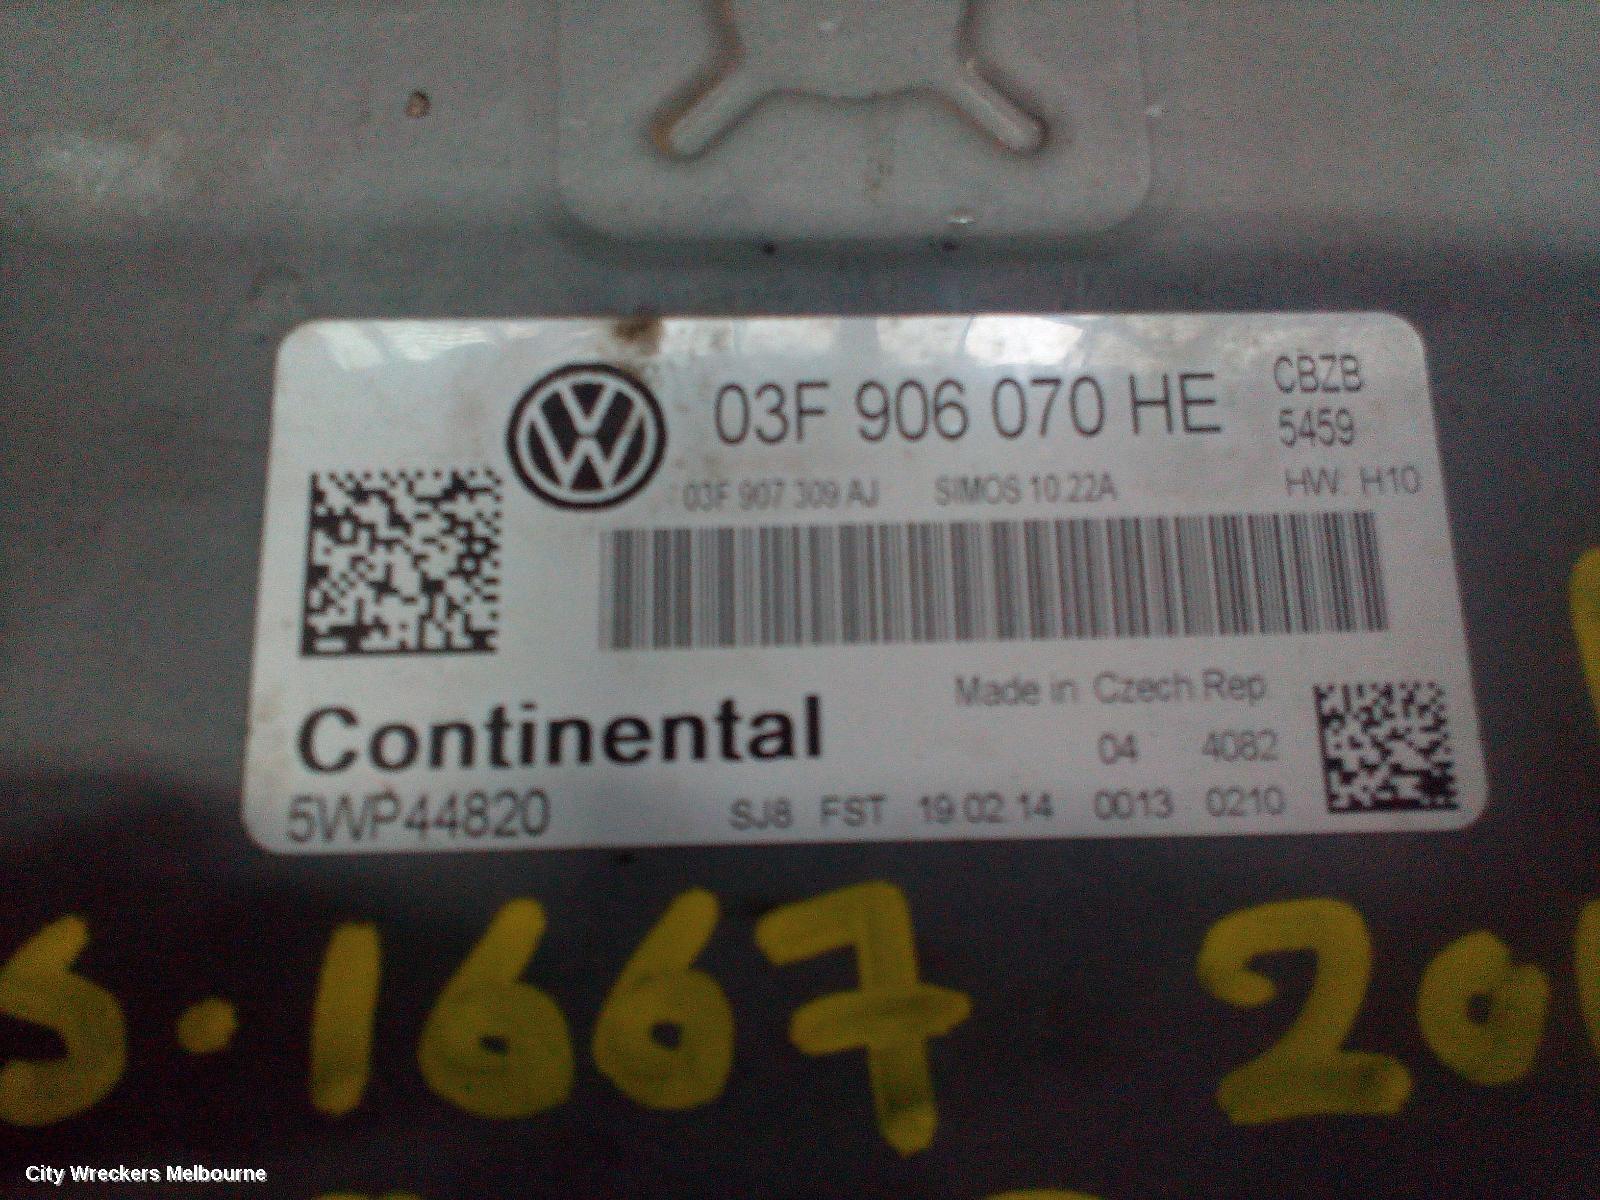 03F 906 070 HE
CBZB
5459
03F 907 309 AJ SIMOS 10.22A
HW: H10
Made in Czech Rep
Continental
04 4082
5WP44820
SJ8 FST 19.02.14 0013 0210
S.1667 20
City Wreckers Melbourne